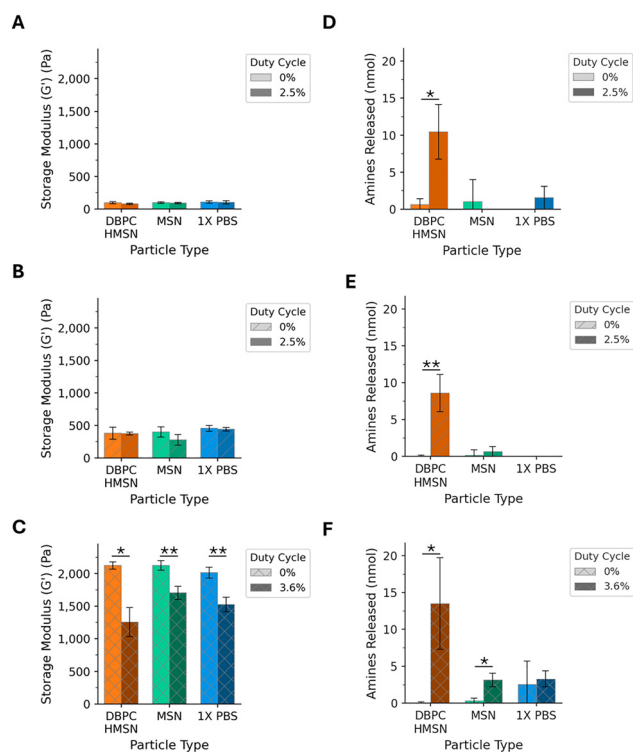 A
Storage Modulus (G') (Pa)
2,000
1,500
1,000
500
0
DBPC
HMSN
MSN
1X PBS
Particle Type
Duty Cycle
0%
2.5%
D
Amines Released (nmol)
20
15
10
5
0
*
DBPC
HMSN
MSN
1X PBS
Particle Type
Duty Cycle
0%
2.5%
B
Storage Modulus (G') (Pa)
2,000
1,500
1,000
500
0
DBPC
HMSN
MSN
1X PBS
Particle Type
Duty Cycle
0%
2.5%
E
Amines Released (nmol)
20
15
10
5
0
**
DBPC
HMSN
MSN
1X PBS
Particle Type
Duty Cycle
0%
2.5%
C
Storage Modulus (G') (Pa)
2,000
1,500
1,000
500
0
*
**
**
DBPC
HMSN
MSN
1X PBS
Particle Type
Duty Cycle
0%
3.6%
F
Amines Released (nmol)
20
15
10
5
0
*
*
DBPC
HMSN
MSN
1X PBS
Particle Type
Duty Cycle
0%
3.6%